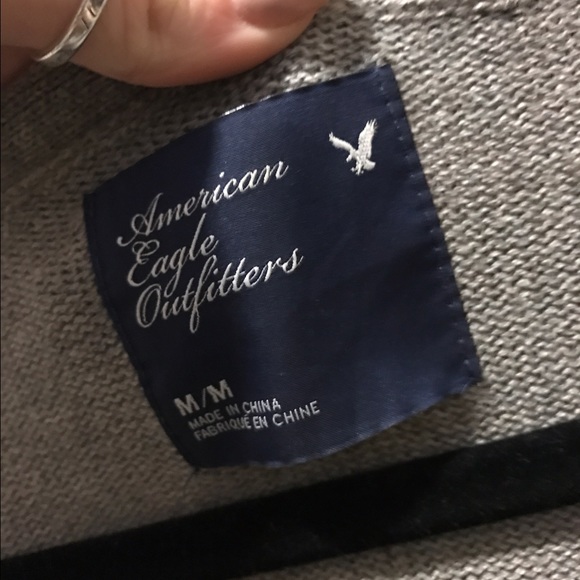 American
Eagle
Outfitters
M/M
MADE IN CHINA
FABRIQUÉ EN CHINE